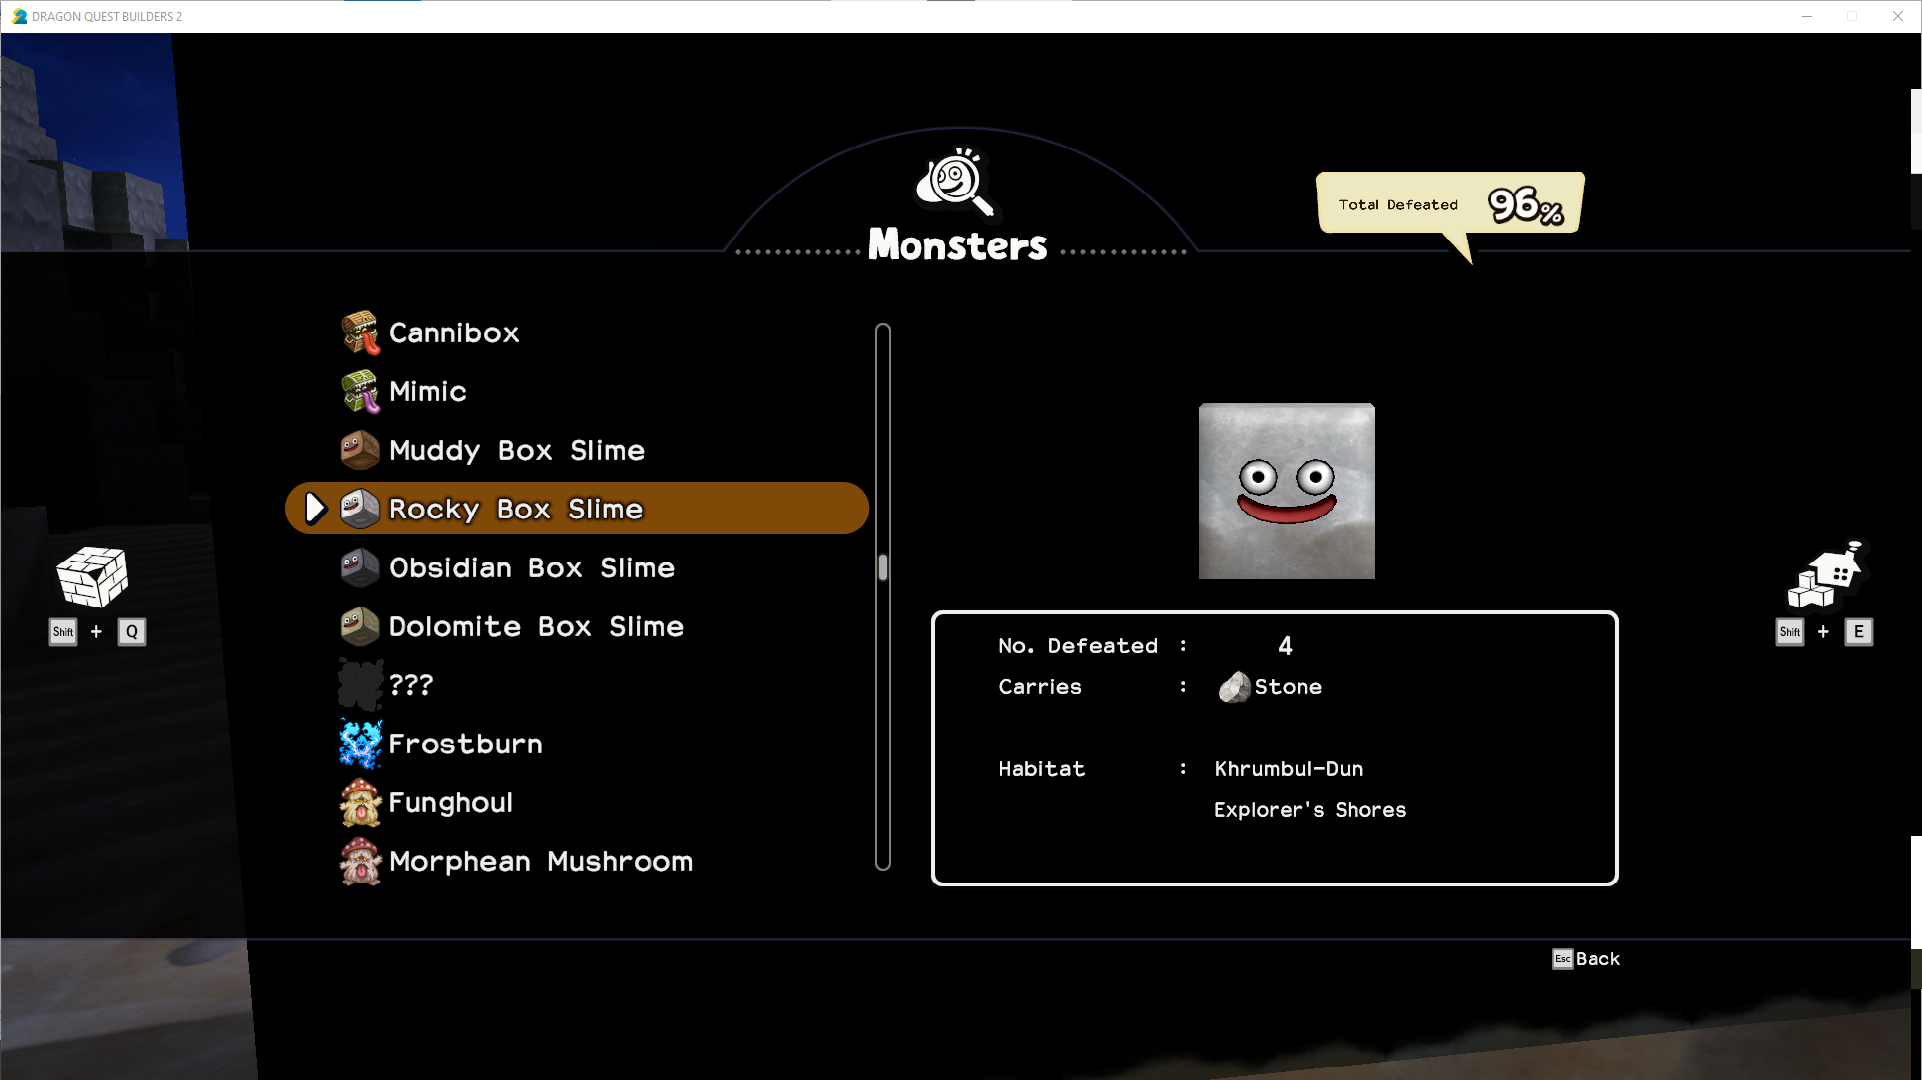 DRAGON QUEST BUILDERS 2
Total Defeated 96%
Monsters
Cannibox
Mimic
Muddy Box Slime
Rocky Box Slime
Obsidian Box Slime
Dolomite Box Slime
???
Frostburn
Funghoul
Morphean Mushroom
Shift + Q
No. Defeated : 4
Carries : Stone
Habitat : Khrumbul-Dun
Explorer's Shores
Shift + E
Esc Back